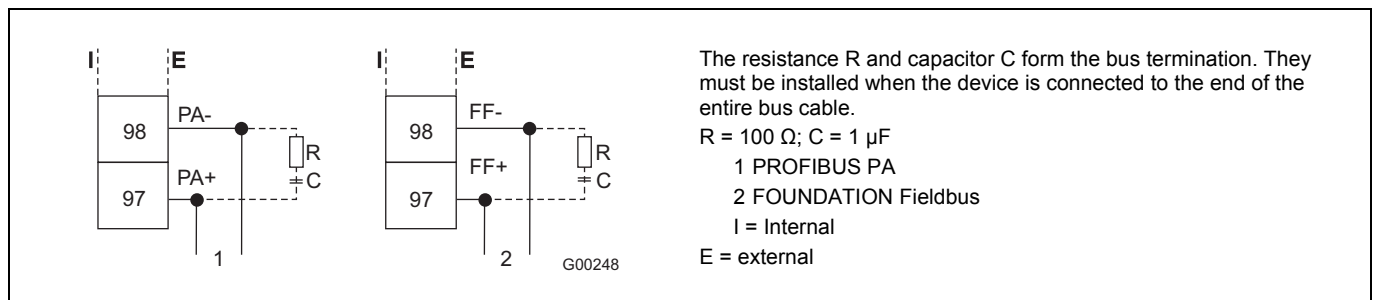 I E
98 PA-
R
97 PA+ C
1
I E
98 FF-
R
97 FF+ C
2
G00248
The resistance R and capacitor C form the bus termination. They
must be installed when the device is connected to the end of the
entire bus cable.
R = 100 Ω; C = 1 µF
1 PROFIBUS PA
2 FOUNDATION Fieldbus
I = Internal
E = external